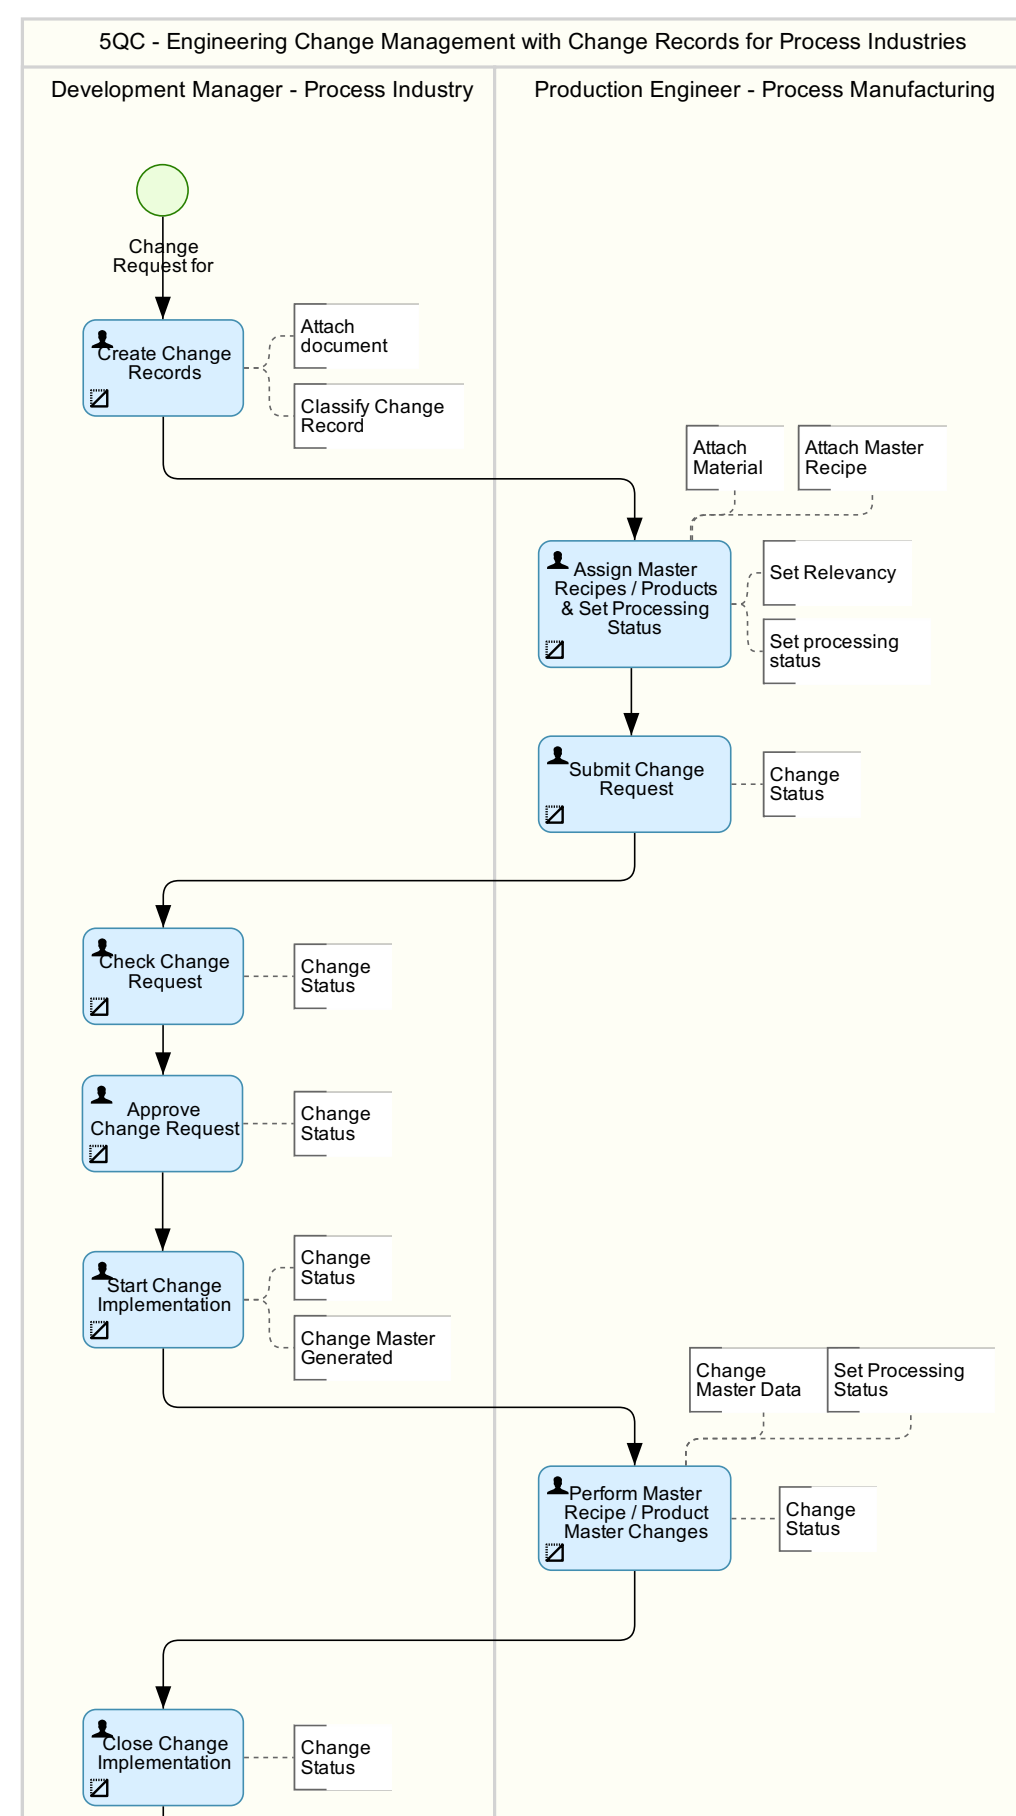 5QC - Engineering Change Management with Change Records for Process Industries
Development Manager - Process Industry
Production Engineer - Process Manufacturing
Change
Request for
Create Change
Records
Attach
document
Classify Change
Record
Attach
Material
Attach Master
Recipe
Assign Master
Recipes / Products
& Set Processing
Status
Set Relevancy
Set processing
status
Submit Change
Request
Change
Status
Check Change
Request
Change
Status
Approve
Change Request
Change
Status
Start Change
Implementation
Change
Status
Change Master
Generated
Change
Master Data
Set Processing
Status
Perform Master
Recipe / Product
Master Changes
Change
Status
Close Change
Implementation
Change
Status